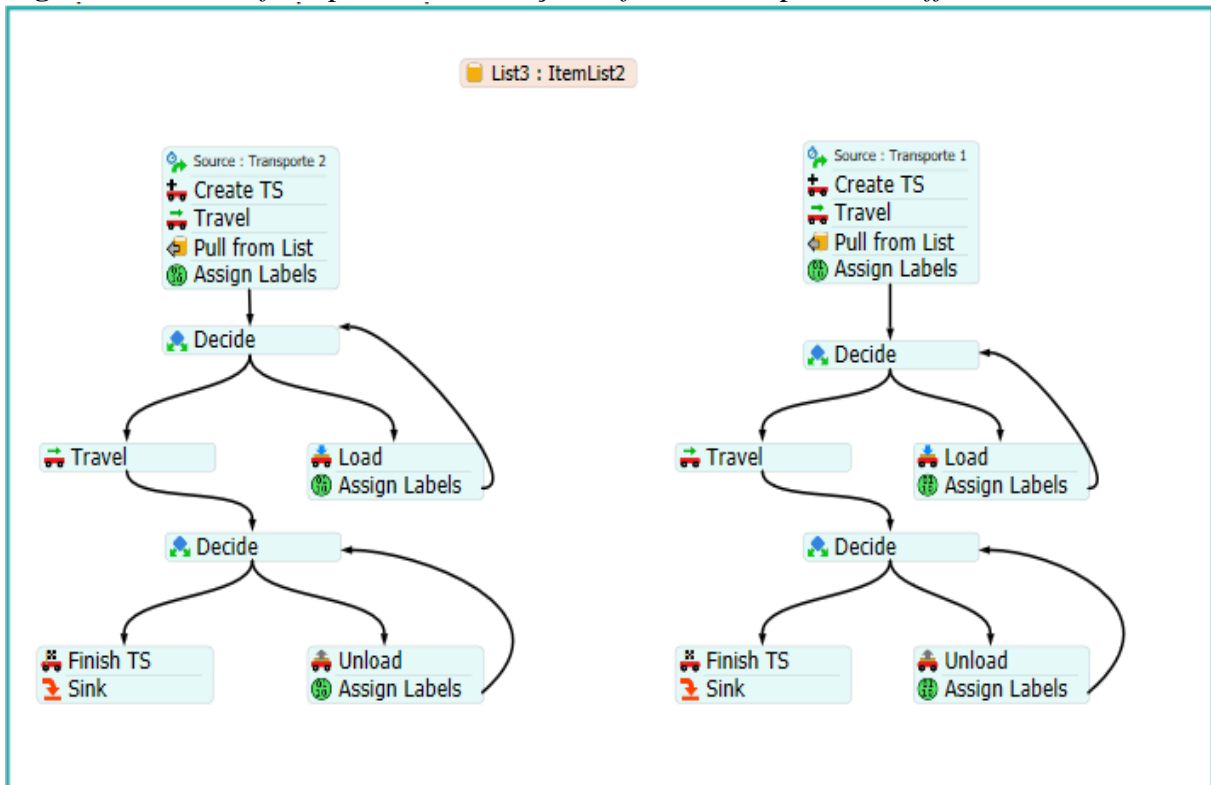 List3 : ItemList2
Source : Transporte 2
Create TS
Travel
Pull from List
Assign Labels
Decide
Travel
Load
Assign Labels
Decide
Finish TS
Sink
Unload
Assign Labels
Source : Transporte 1
Create TS
Travel
Pull from List
Assign Labels
Decide
Travel
Load
Assign Labels
Decide
Finish TS
Sink
Unload
Assign Labels